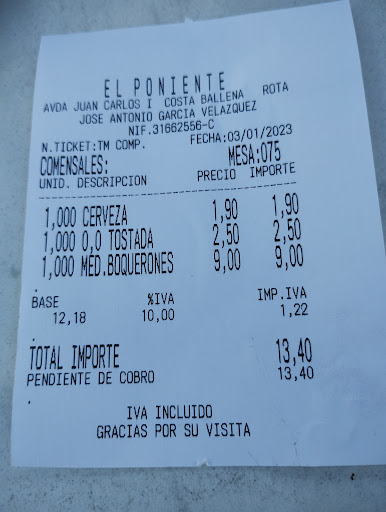 EL PONIENTE
AVDA JUAN CARLOS I COSTA BALLENA ROTA
JOSE ANTONIO GARCIA VELAZQUEZ
NIF.31662556-C
N.TICKET:TM COMP. FECHA:03/01/2023
COMENSALES: MESA:075
UNID. DESCRIPCION PRECIO IMPORTE
1,000 CERVEZA 1,90 1,90
1,000 0,0 TOSTADA 2,50 2,50
1,000 MED.BOQUERONES 9,00 9,00
.
BASE %IVA IMP.IVA
12,18 10,00 1,22
.
TOTAL IMPORTE 13,40
PENDIENTE DE COBRO 13,40
.
IVA INCLUIDO
GRACIAS POR SU VISITA